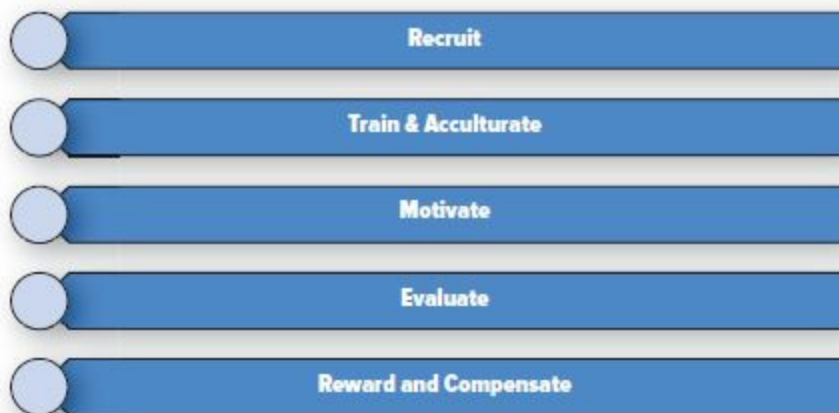 Recruit
Train & Acculturate
Motivate
Evaluate
Reward and Compensate